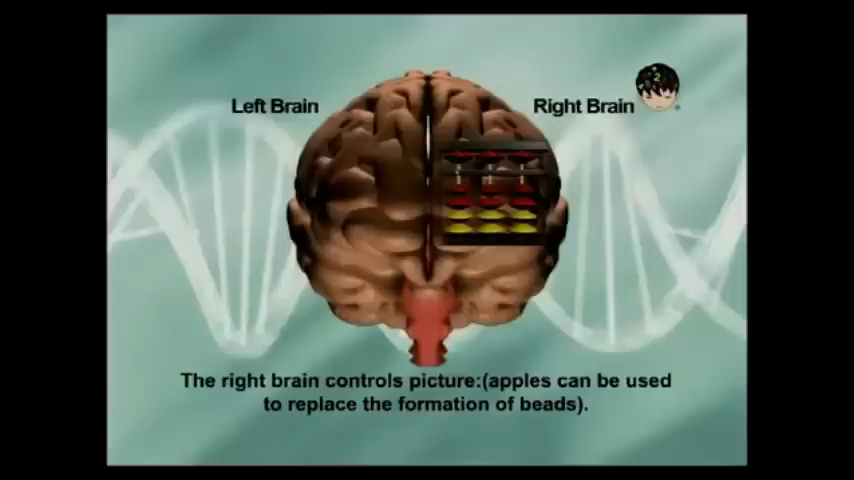 Left Brain
Right Brain
The right brain controls picture:(apples can be used
to replace the formation of beads).